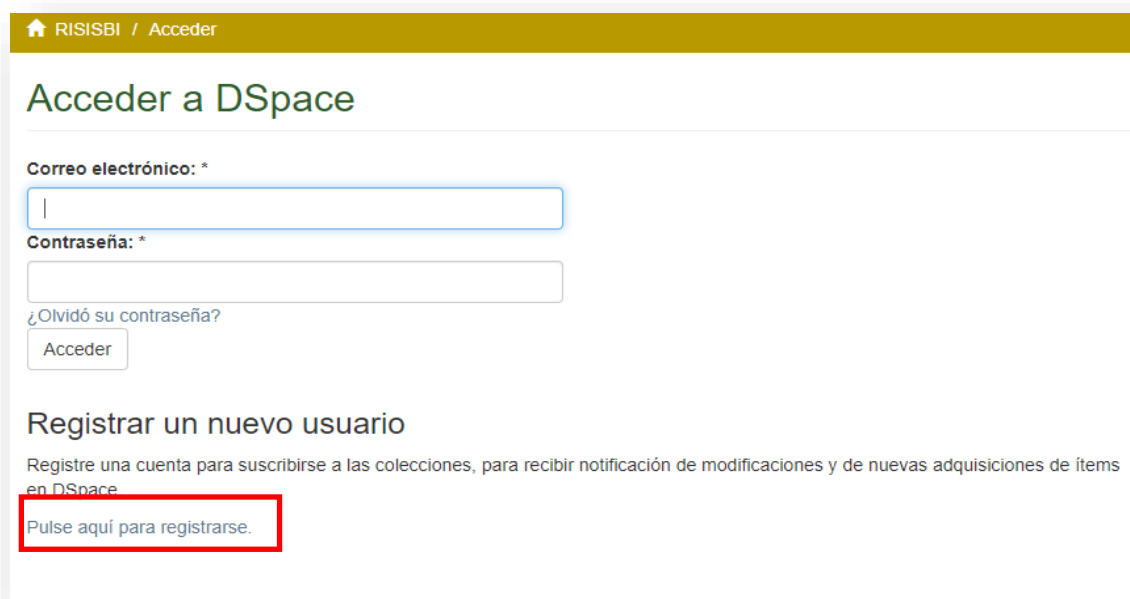 RISISBI / Acceder
Acceder a DSpace
Correo electrónico: *
Contraseña: *
¿Olvidó su contraseña?
Acceder
Registrar un nuevo usuario
Registre una cuenta para suscribirse a las colecciones, para recibir notificación de modificaciones y de nuevas adquisiciones de ítems
en DSpace
Pulse aquí para registrarse.